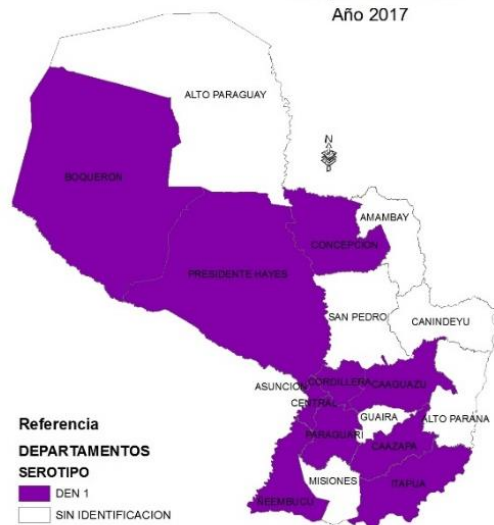 Año 2017
ALTO PARAGUAY
N
BOQUERON
AMAMBAY
CONCEPCION
PRESIDENTE HAYES
SAN PEDRO
CANINDEYU
ASUNCION
CORDILLERA
CAAGUAZU
CENTRAL
GUAIRA
ALTO PARANA
PARAGUARI
CAAZAPA
MISIONES
ITAPUA
ÑEEMBUCU
Referencia
DEPARTAMENTOS
SEROTIPO
DEN 1
SIN IDENTIFICACION